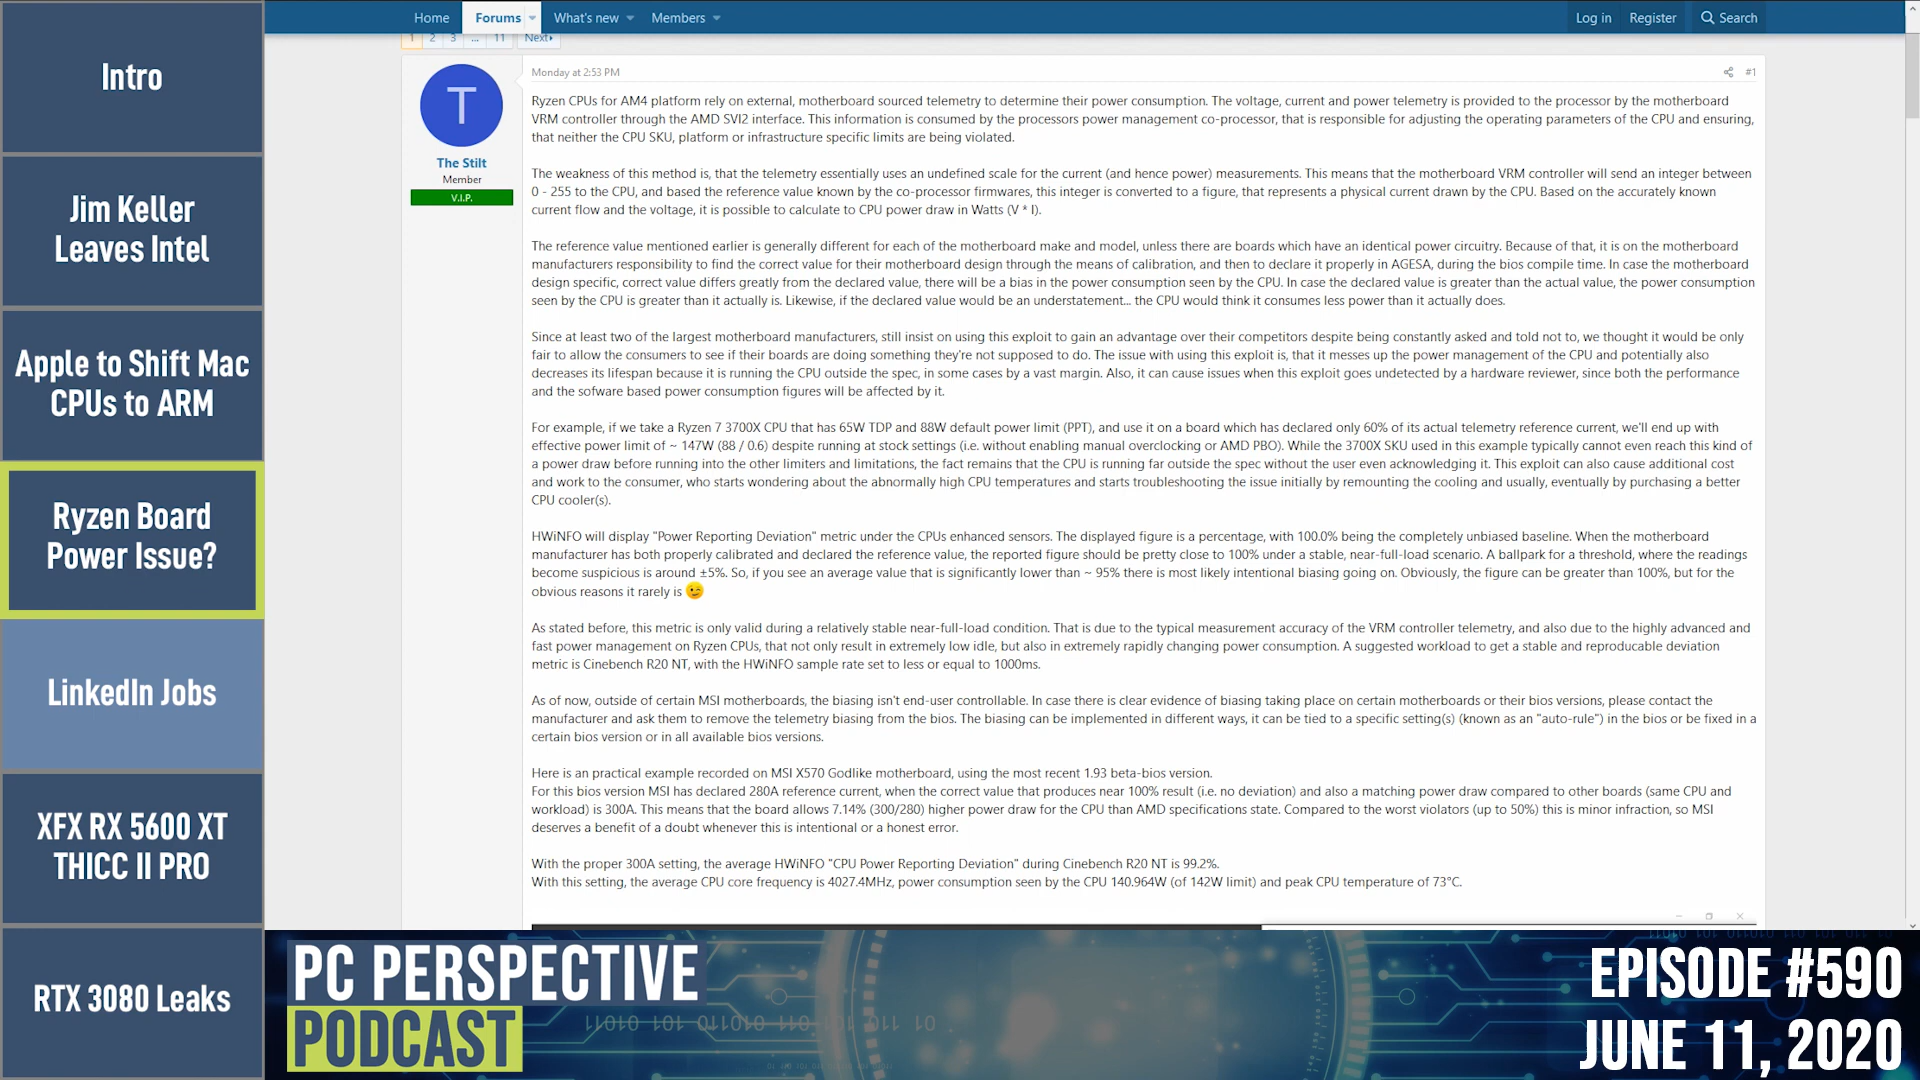 Intro
Jim Keller
Leaves Intel
Apple to Shift Mac
CPUs to ARM
Ryzen Board
Power Issue?
LinkedIn Jobs
XFX RX 5600 XT
THICC II PRO
RTX 3080 Leaks
Home Forums What's new Members Log in Register Search
1 2 3 ... 11 Next
T
The Stilt
Member
V.I.P.
Monday at 2:53 PM #1
Ryzen CPUs for AM4 platform rely on external, motherboard sourced telemetry to determine their power consumption. The voltage, current and power telemetry is provided to the processor by the motherboard
VRM controller through the AMD SVI2 interface. This information is consumed by the processors power management co-processor, that is responsible for adjusting the operating parameters of the CPU and ensuring,
that neither the CPU SKU, platform or infrastructure specific limits are being violated.
The weakness of this method is, that the telemetry essentially uses an undefined scale for the current (and hence power) measurements. This means that the motherboard VRM controller will send an integer between
0 - 255 to the CPU, and based the reference value known by the co-processor firmwares, this integer is converted to a figure, that represents a physical current drawn by the CPU. Based on the accurately known
current flow and the voltage, it is possible to calculate to CPU power draw in Watts (V * I).
The reference value mentioned earlier is generally different for each of the motherboard make and model, unless there are boards which have an identical power circuitry. Because of that, it is on the motherboard
manufacturers responsibility to find the correct value for their motherboard design through the means of calibration, and then to declare it properly in AGESA, during the bios compile time. In case the motherboard
design specific, correct value differs greatly from the declared value, there will be a bias in the power consumption seen by the CPU. In case the declared value is greater than the actual value, the power consumption
seen by the CPU is greater than it actually is. Likewise, if the declared value would be an understatement... the CPU would think it consumes less power than it actually does.
Since at least two of the largest motherboard manufacturers, still insist on using this exploit to gain an advantage over their competitors despite being constantly asked and told not to, we thought it would be only
fair to allow the consumers to see if their boards are doing something they're not supposed to do. The issue with using this exploit is, that it messes up the power management of the CPU and potentially also
decreases its lifespan because it is running the CPU outside the spec, in some cases by a vast margin. Also, it can cause issues when this exploit goes undetected by a hardware reviewer, since both the performance
and the sofware based power consumption figures will be affected by it.
For example, if we take a Ryzen 7 3700X CPU that has 65W TDP and 88W default power limit (PPT), and use it on a board which has declared only 60% of its actual telemetry reference current, we'll end up with
effective power limit of ~ 147W (88 / 0.6) despite running at stock settings (i.e. without enabling manual overclocking or AMD PBO). While the 3700X SKU used in this example typically cannot even reach this kind of
a power draw before running into the other limiters and limitations, the fact remains that the CPU is running far outside the spec without the user even acknowledging it. This exploit can also cause additional cost
and work to the consumer, who starts wondering about the abnormally high CPU temperatures and starts troubleshooting the issue initially by remounting the cooling and usually, eventually by purchasing a better
CPU cooler(s).
HWiNFO will display "Power Reporting Deviation" metric under the CPUs enhanced sensors. The displayed figure is a percentage, with 100.0% being the completely unbiased baseline. When the motherboard
manufacturer has both properly calibrated and declared the reference value, the reported figure should be pretty close to 100% under a stable, near-full-load scenario. A ballpark for a threshold, where the readings
become suspicious is around ±5%. So, if you see an average value that is significantly lower than ~ 95% there is most likely intentional biasing going on. Obviously, the figure can be greater than 100%, but for the
obvious reasons it rarely is 😉
As stated before, this metric is only valid during a relatively stable near-full-load condition. That is due to the typical measurement accuracy of the VRM controller telemetry, and also due to the highly advanced and
fast power management on Ryzen CPUs, that not only result in extremely low idle, but also in extremely rapidly changing power consumption. A suggested workload to get a stable and reproducable deviation
metric is Cinebench R20 NT, with the HWiNFO sample rate set to less or equal to 1000ms.
As of now, outside of certain MSI motherboards, the biasing isn't end-user controllable. In case there is clear evidence of biasing taking place on certain motherboards or their bios versions, please contact the
manufacturer and ask them to remove the telemetry biasing from the bios. The biasing can be implemented in different ways, it can be tied to a specific setting(s) (known as an "auto-rule") in the bios or be fixed in a
certain bios version or in all available bios versions.
Here is an practical example recorded on MSI X570 Godlike motherboard, using the most recent 1.93 beta-bios version.
For this bios version MSI has declared 280A reference current, when the correct value that produces near 100% result (i.e. no deviation) and also a matching power draw compared to other boards (same CPU and
workload) is 300A. This means that the board allows 7.14% (300/280) higher power draw for the CPU than AMD specifications state. Compared to the worst violators (up to 50%) this is minor infraction, so MSI
deserves a benefit of a doubt whenever this is intentional or a honest error.
With the proper 300A setting, the average HWiNFO "CPU Power Reporting Deviation" during Cinebench R20 NT is 99.2%.
With this setting, the average CPU core frequency is 4027.4MHz, power consumption seen by the CPU 140.964W (of 142W limit) and peak CPU temperature of 73°C.
PC PERSPECTIVE
PODCAST
EPISODE #590
JUNE 11, 2020